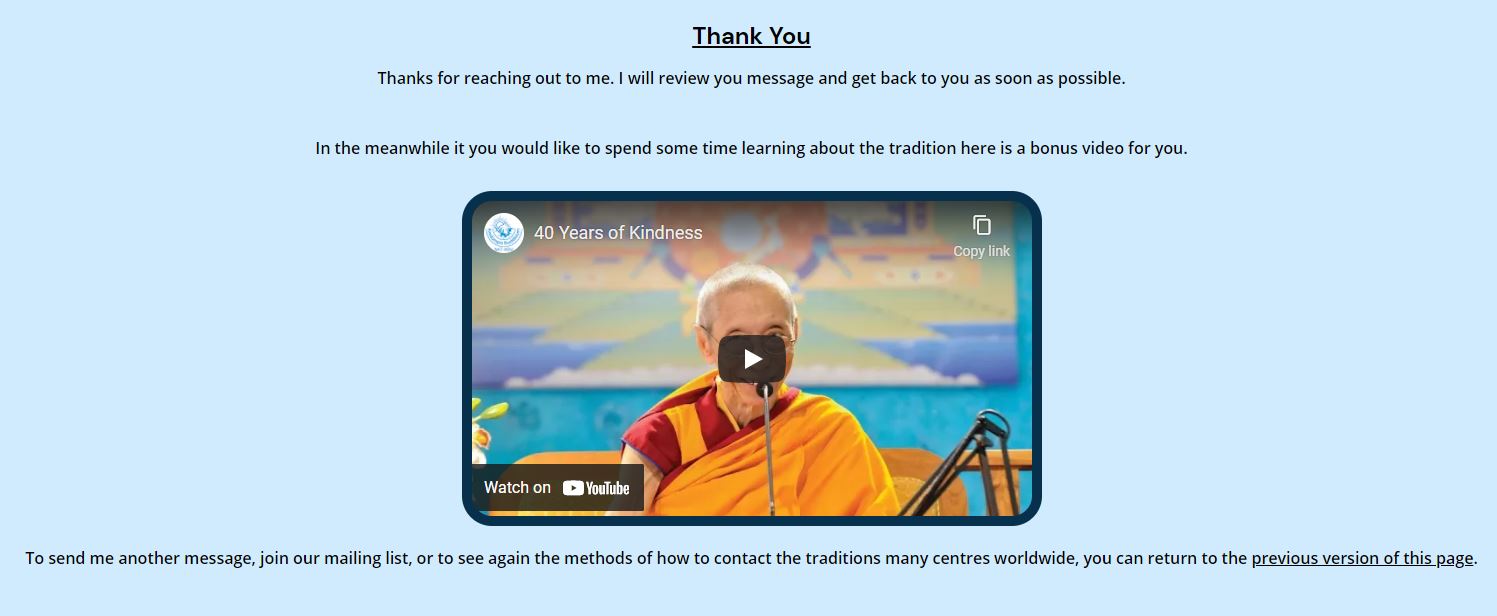 Thank You
Thanks for reaching out to me. I will review you message and get back to you as soon as possible.
In the meanwhile it you would like to spend some time learning about the tradition here is a bonus video for you.
40 Years of Kindness
Copy link
Watch on YouTube
To send me another message, join our mailing list, or to see again the methods of how to contact the traditions many centres worldwide, you can return to the previous version of this page.